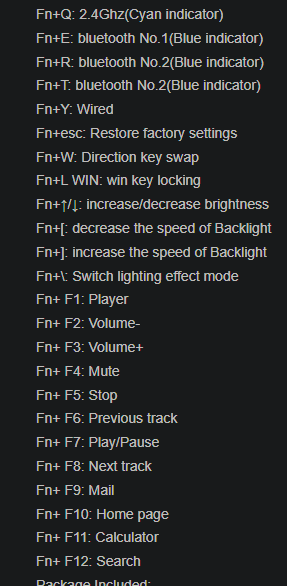 Fn+Q: 2.4Ghz(Cyan indicator)
Fn+E: bluetooth No.1(Blue indicator)
Fn+R: bluetooth No.2(Blue indicator)
Fn+T: bluetooth No.2(Blue indicator)
Fn+Y: Wired
Fn+esc: Restore factory settings
Fn+W: Direction key swap
Fn+L WIN: win key locking
Fn+↑/↓: increase/decrease brightness
Fn+[: decrease the speed of Backlight
Fn+]: increase the speed of Backlight
Fn+\: Switch lighting effect mode
Fn+ F1: Player
Fn+ F2: Volume-
Fn+ F3: Volume+
Fn+ F4: Mute
Fn+ F5: Stop
Fn+ F6: Previous track
Fn+ F7: Play/Pause
Fn+ F8: Next track
Fn+ F9: Mail
Fn+ F10: Home page
Fn+ F11: Calculator
Fn+ F12: Search
Package Included: